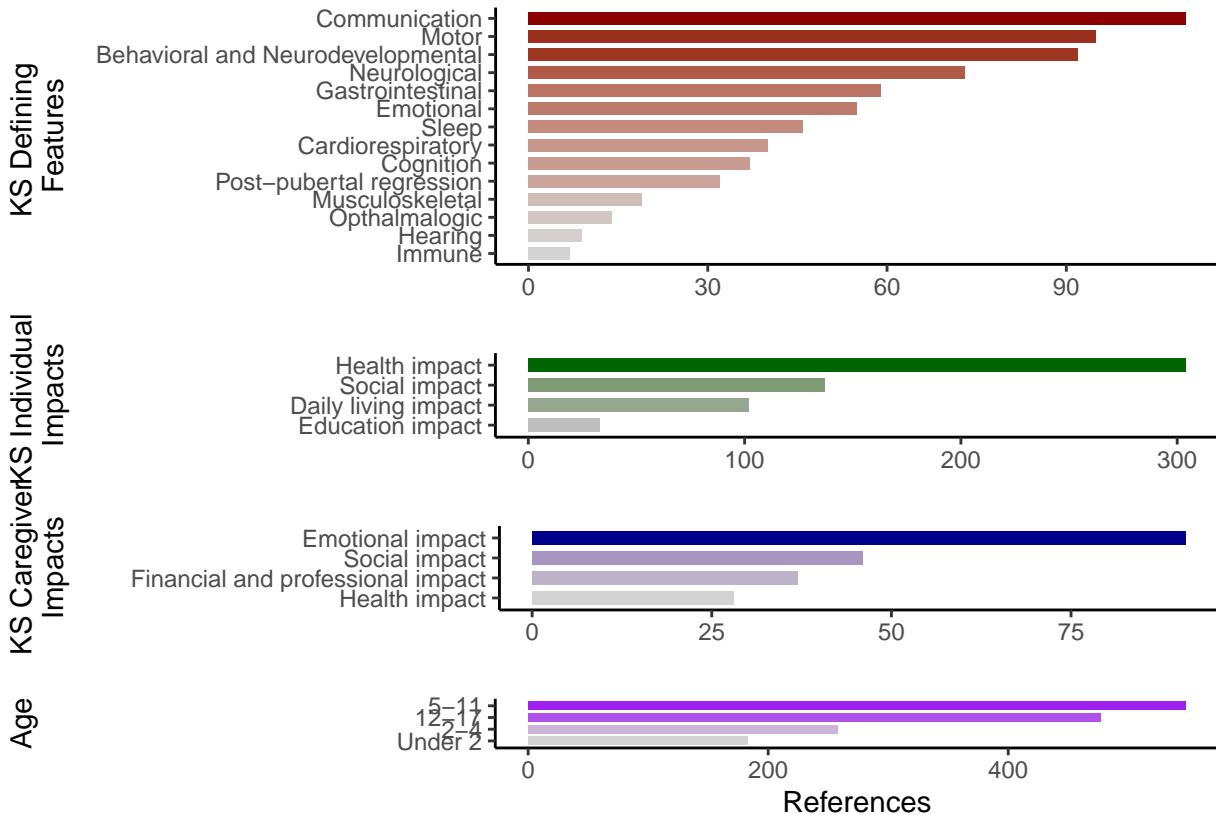 KS Defining
Features
Communication
Motor
Behavioral and Neurodevelopmental
Neurological
Gastrointestinal
Emotional
Sleep
Cardiorespiratory
Cognition
Post−pubertal regression
Musculoskeletal
Opthalmalogic
Hearing
Immune
0 30 60 90
KS Individual
Impacts
Health impact
Social impact
Daily living impact
Education impact
0 100 200 300
KS Caregiver
Impacts
Emotional impact
Social impact
Financial and professional impact
Health impact
0 25 50 75
Age
5−11
12−17
2−4
Under 2
0 200 400
References